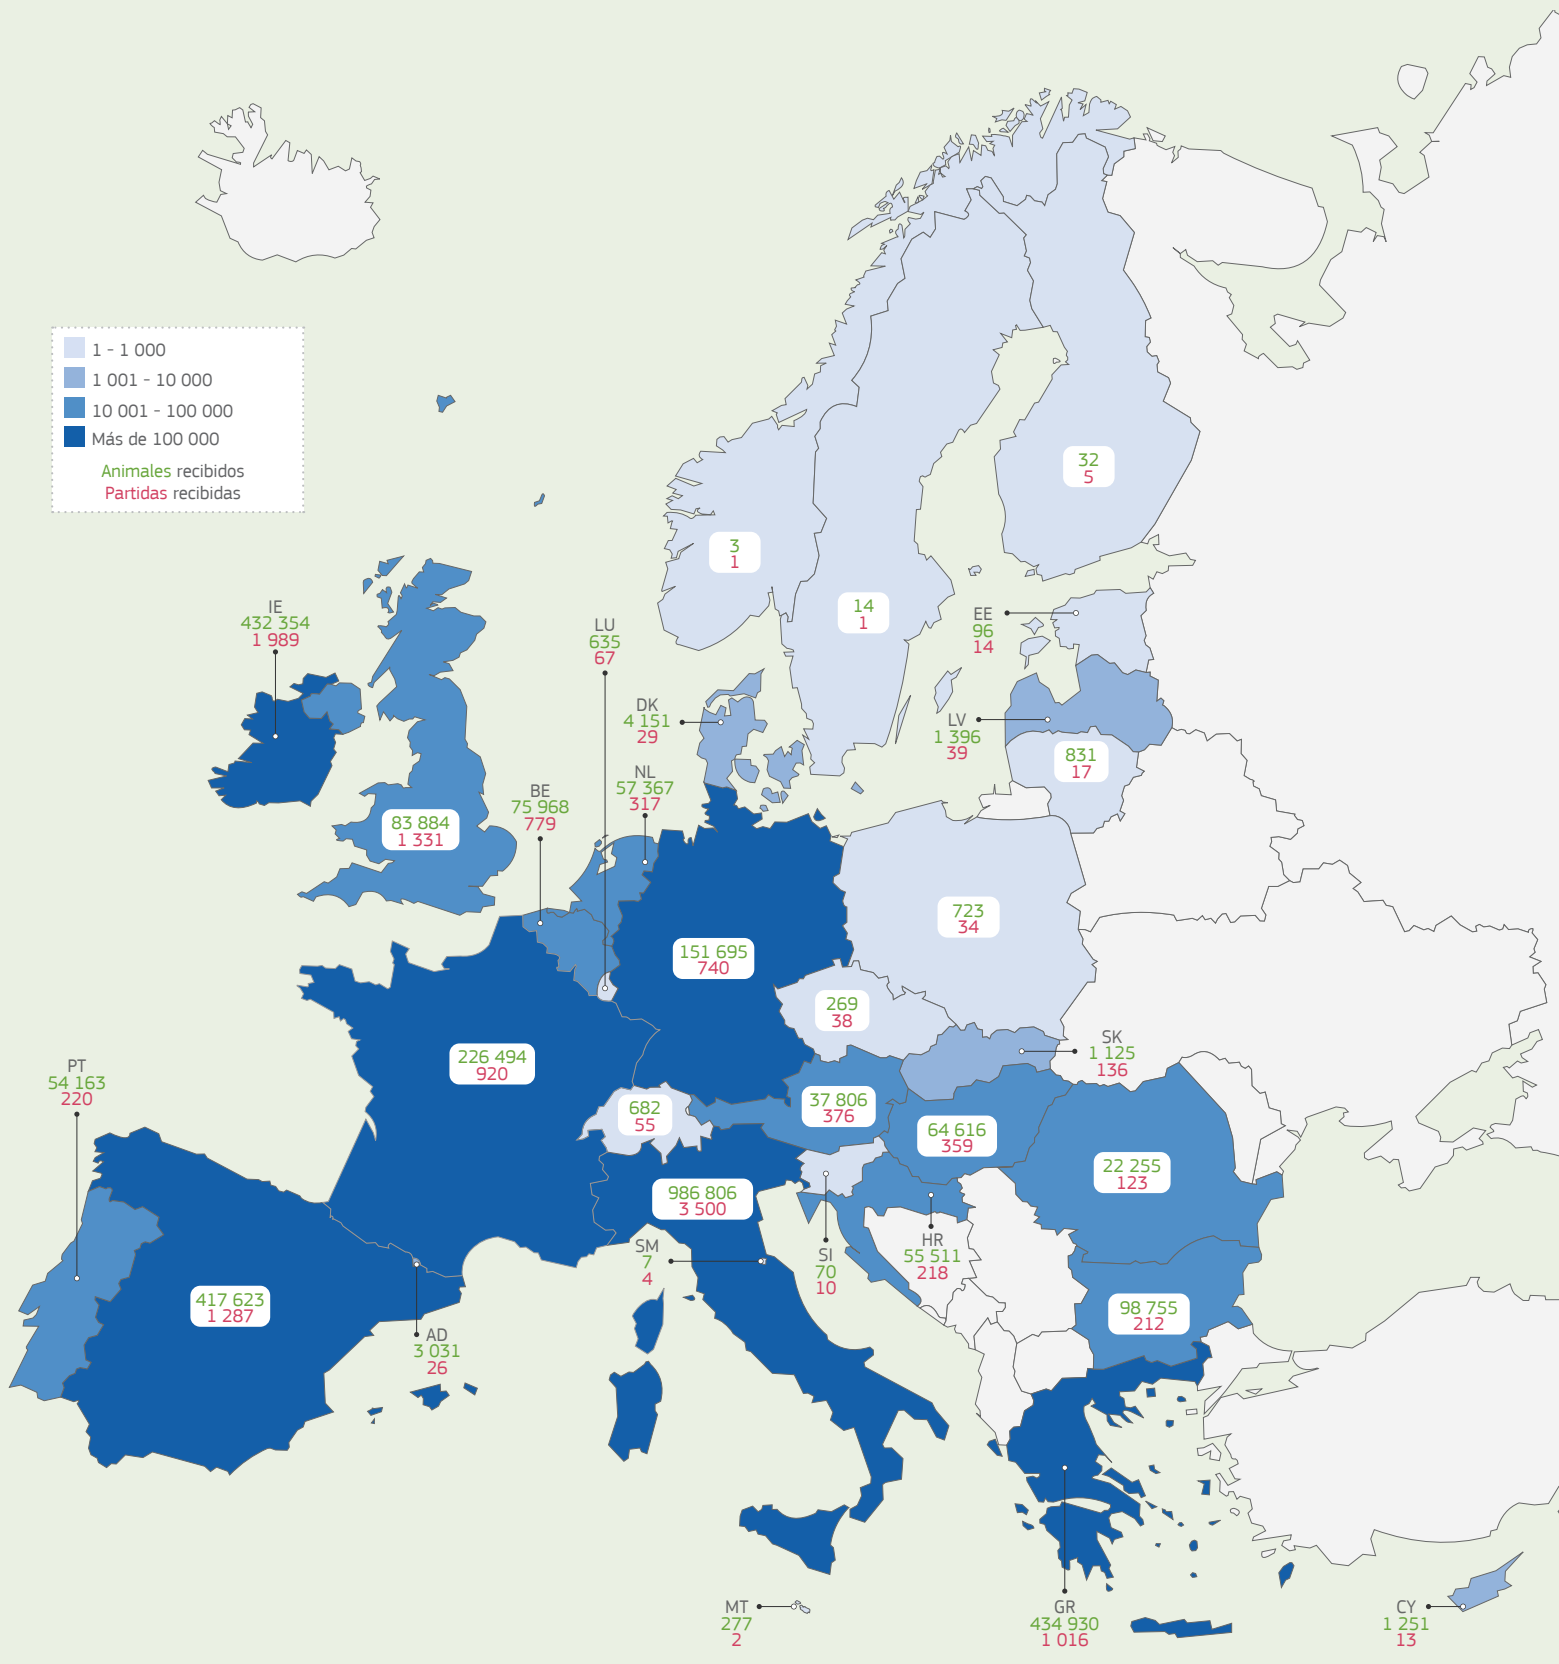 1 - 1 000
1 001 - 10 000
10 001 - 100 000
Más de 100 000
Animales recibidos
Partidas recibidas
32
5
3
1
14
1
IE
432 354
1 989
LU
635
67
EE
96
14
DK
4 151
29
LV
1 396
39
831
17
NL
57 367
317
BE
75 968
779
83 884
1 331
723
34
151 695
740
269
38
SK
1 125
136
226 494
920
PT
54 163
220
682
55
37 806
376
64 616
359
22 255
123
986 806
3 500
SM
7
4
SI
70
10
HR
55 511
218
417 623
1 287
98 755
212
AD
3 031
26
MT
277
2
GR
434 930
1 016
CY
1 251
13